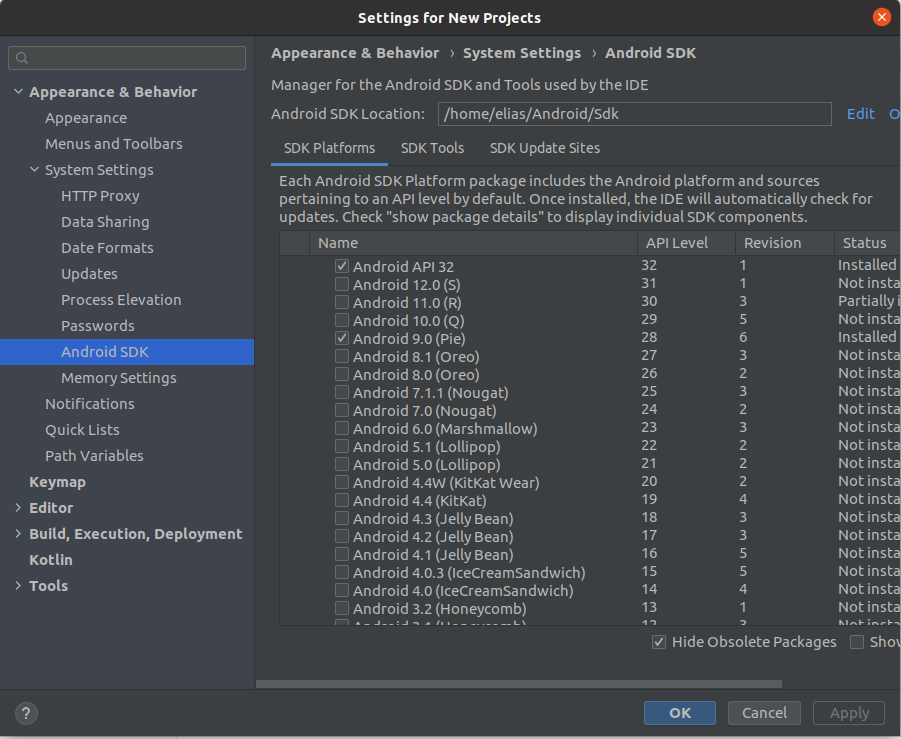 Settings for New Projects
Appearance & Behavior
Appearance
Menus and Toolbars
System Settings
HTTP Proxy
Data Sharing
Date Formats
Updates
Process Elevation
Passwords
Android SDK
Memory Settings
Notifications
Quick Lists
Path Variables
Keymap
Editor
Build, Execution, Deployment
Kotlin
Tools
Appearance & Behavior › System Settings › Android SDK
Manager for the Android SDK and Tools used by the IDE
Android SDK Location: /home/elias/Android/Sdk Edit
SDK Platforms SDK Tools SDK Update Sites
Each Android SDK Platform package includes the Android platform and sources
pertaining to an API level by default. Once installed, the IDE will automatically check for
updates. Check "show package details" to display individual SDK components.
Name API Level Revision Status
Android API 32 32 1 Installed
Android 12.0 (S) 31 1 Not insta
Android 11.0 (R) 30 3 Partially i
Android 10.0 (Q) 29 5 Not insta
Android 9.0 (Pie) 28 6 Installed
Android 8.1 (Oreo) 27 3 Not insta
Android 8.0 (Oreo) 26 2 Not insta
Android 7.1.1 (Nougat) 25 3 Not insta
Android 7.0 (Nougat) 24 2 Not insta
Android 6.0 (Marshmallow) 23 3 Not insta
Android 5.1 (Lollipop) 22 2 Not insta
Android 5.0 (Lollipop) 21 2 Not insta
Android 4.4W (KitKat Wear) 20 2 Not insta
Android 4.4 (KitKat) 19 4 Not insta
Android 4.3 (Jelly Bean) 18 3 Not insta
Android 4.2 (Jelly Bean) 17 3 Not insta
Android 4.1 (Jelly Bean) 16 5 Not insta
Android 4.0.3 (IceCreamSandwich) 15 5 Not insta
Android 4.0 (IceCreamSandwich) 14 4 Not insta
Android 3.2 (Honeycomb) 13 1 Not insta
Android 3.1 (Honeycomb) 12 3 Not insta
Hide Obsolete Packages Show
? OK Cancel Apply